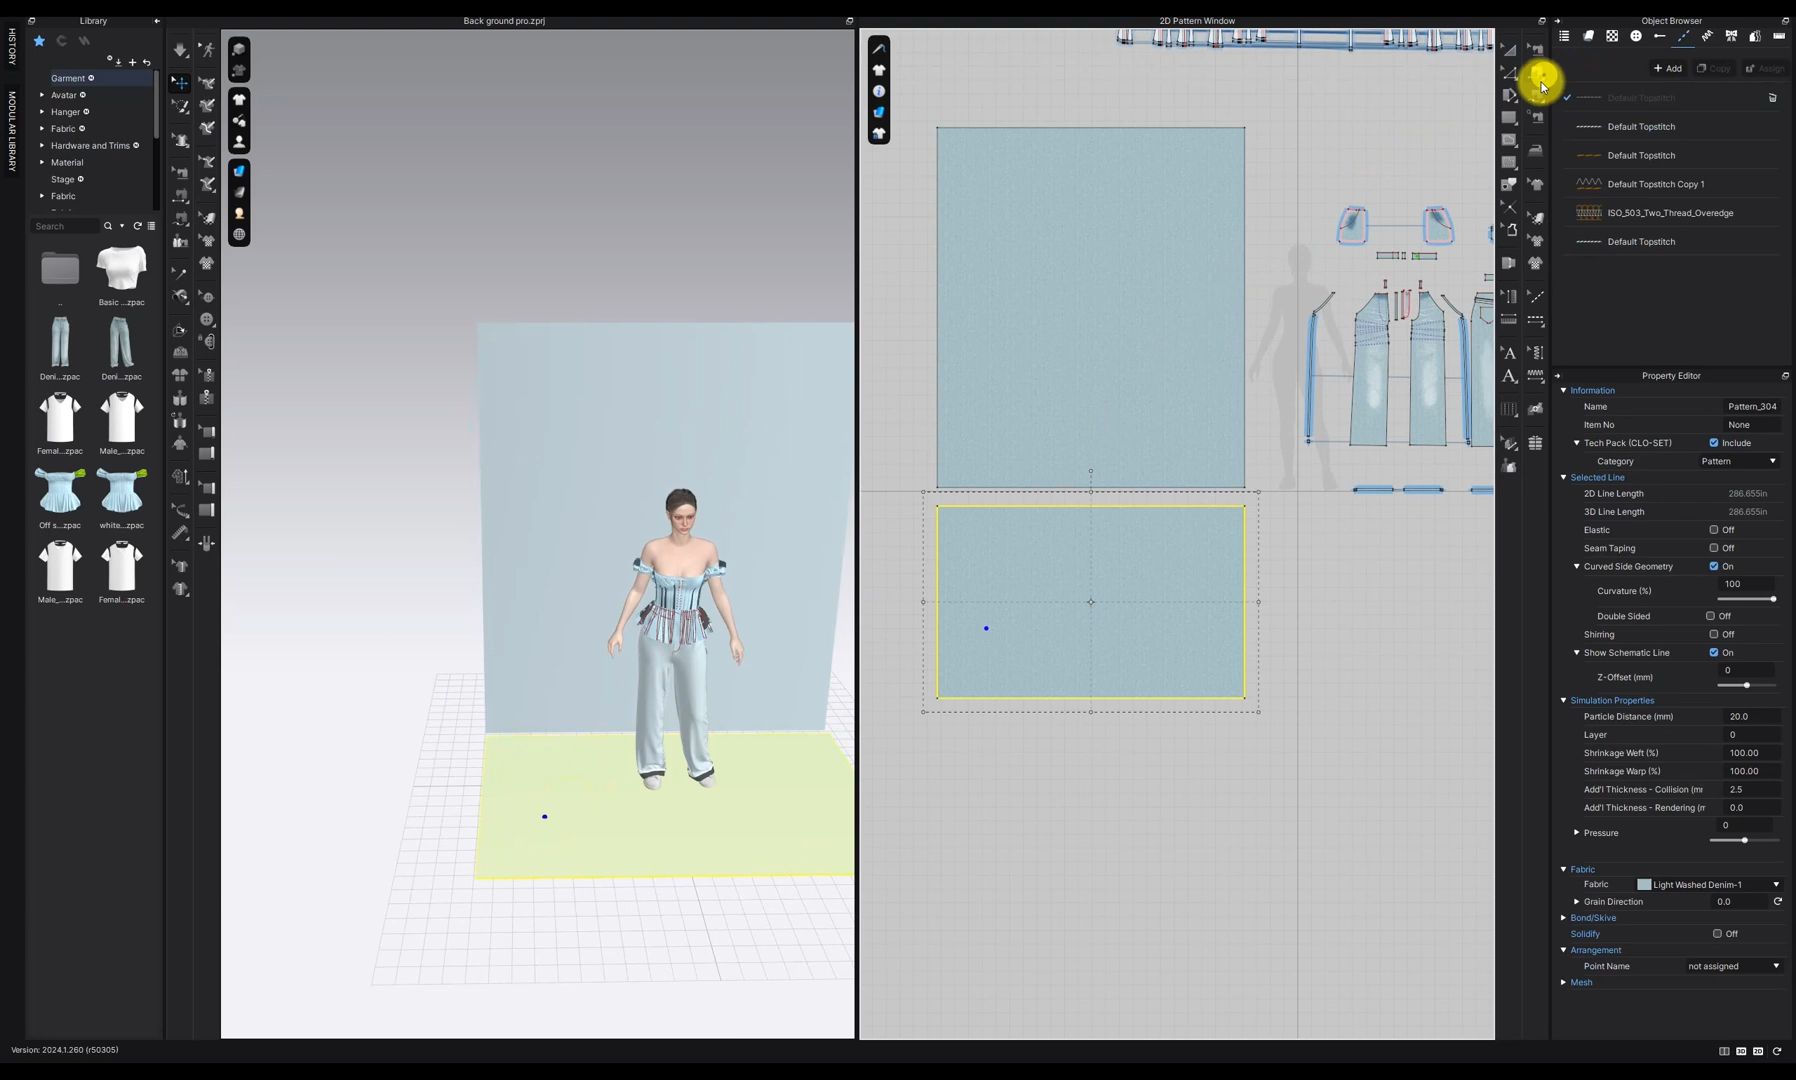 Library
Back ground pro.zprj
2D Pattern Window
Object Browser
HISTORY
MODULAR LIBRARY
Garment
Avatar
Hanger
Fabric
Hardware and Trims
Material
Stage
Fabric
Search
..
Basic ...zpac
Deni...zpac
Deni...zpac
Femal...zpac
Male_...zpac
Off s...zpac
white...zpac
Male_...zpac
Femal...zpac
+ Add
Copy
Assign
Default Topstitch
Default Topstitch
Default Topstitch
Default Topstitch Copy 1
ISO_503_Two_Thread_Overedge
Default Topstitch
Property Editor
Information
Name Pattern_304
Item No None
Tech Pack (CLO-SET) Include
Category Pattern
Selected Line
2D Line Length 286.655in
3D Line Length 286.655in
Elastic Off
Seam Taping Off
Curved Side Geometry On
100
Curvature (%)
Double Sided Off
Shirring Off
Show Schematic Line On
0
Z-Offset (mm)
Simulation Properties
Particle Distance (mm) 20.0
Layer 0
Shrinkage Weft (%) 100.00
Shrinkage Warp (%) 100.00
Add'l Thickness - Collision (mr 2.5
Add'l Thickness - Rendering (r 0.0
0
Pressure
Fabric
Fabric Light Washed Denim-1
Grain Direction 0.0
Bond/Skive
Solidify Off
Arrangement
Point Name not assigned
Mesh
Version: 2024.1.260 (r50305)
3D
2D